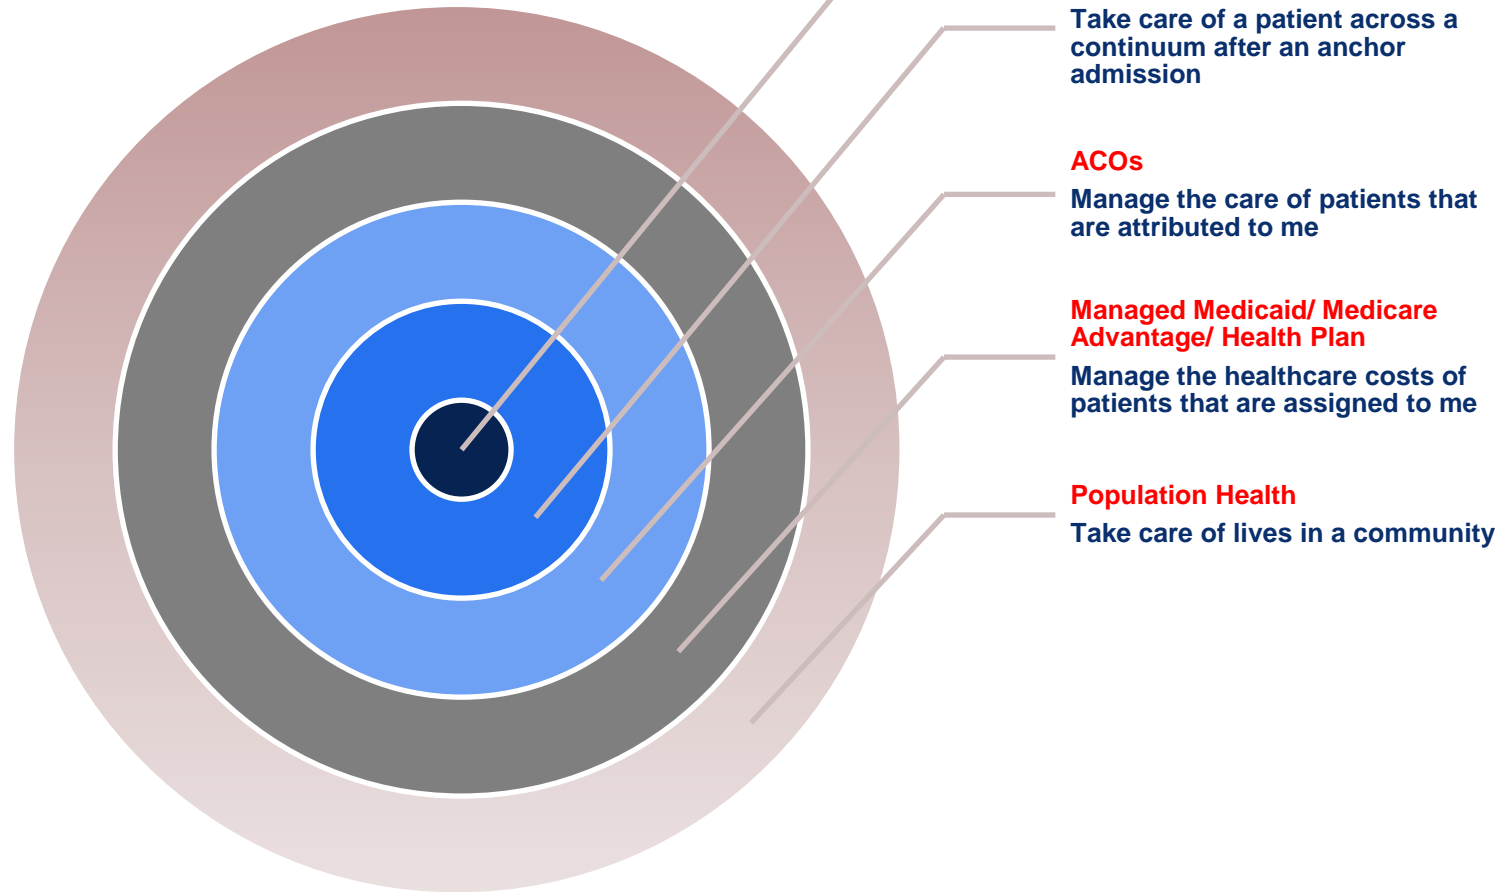 Take care of a patient across a
continuum after an anchor
admission
ACOs
Manage the care of patients that
are attributed to me
Managed Medicaid/ Medicare
Advantage/ Health Plan
Manage the healthcare costs of
patients that are assigned to me
Population Health
Take care of lives in a community